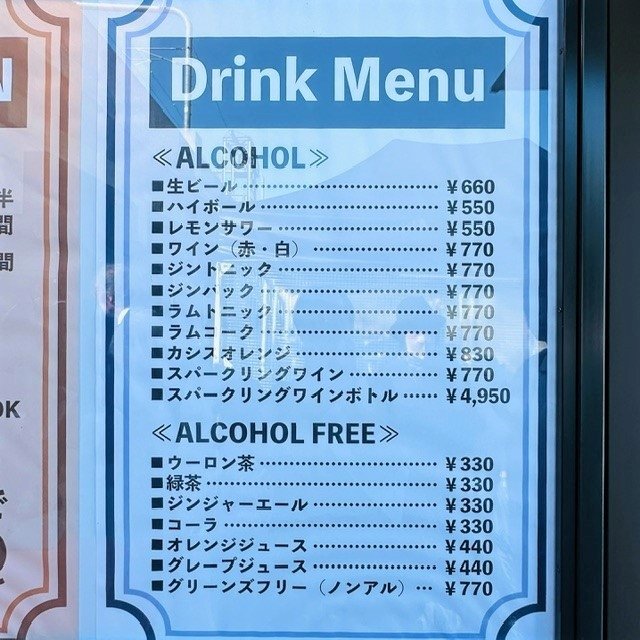 Drink Menu
≪ALCOHOL≫
■生ビール………………………… ¥660
■ハイボール……………………… ¥550
■レモンサワー…………………… ¥550
■ワイン（赤・白）……………… ¥770
■ジントニック…………………… ¥770
■ジンバック……………………… ¥770
■ラムトニック…………………… ¥770
■ラムコーク……………………… ¥770
■カシスオレンジ………………… ¥830
■スパークリングワイン………… ¥770
■スパークリングワインボトル…… ¥4,950
≪ALCOHOL FREE≫
■ウーロン茶……………………… ¥330
■緑茶……………………………… ¥330
■ジンジャーエール……………… ¥330
■コーラ…………………………… ¥330
■オレンジジュース……………… ¥440
■グレープジュース……………… ¥440
■グリーンズフリー（ノンアル）… ¥770
N
半
間
間
OK
で